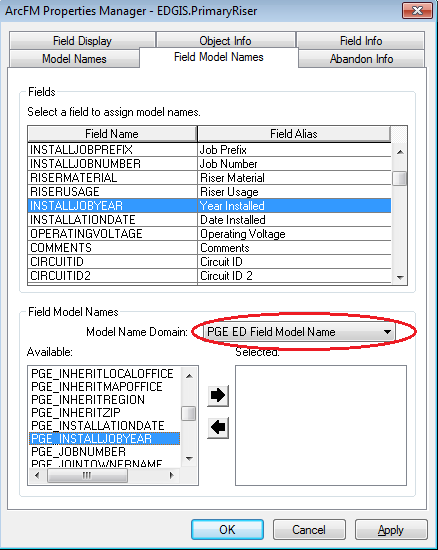 ArcFM Properties Manager - EDGIS.PrimaryRiser
Field Display Object Info Field Info
Model Names Field Model Names Abandon Info
Fields
Select a field to assign model names.
Field Name Field Alias
INSTALLJOBPREFIX Job Prefix
INSTALLJOBNUMBER Job Number
RISERMATERIAL Riser Material
RISERUSAGE Riser Usage
INSTALLJOBYEAR Year Installed
INSTALLATIONDATE Date Installed
OPERATINGVOLTAGE Operating Voltage
COMMENTS Comments
CIRCUITID Circuit ID
CIRCUITID2 Circuit ID 2
Field Model Names
Model Name Domain: PGE ED Field Model Name
Available: Selected:
PGE_INHERITLOCALOFFICE
PGE_INHERITMAPOFFICE
PGE_INHERITREGION
PGE_INHERITZIP
PGE_INSTALLATIONDATE
PGE_INSTALLJOBYEAR
PGE_JOBNUMBER
PGE_JOINTOWNERNAME
OK Cancel Apply